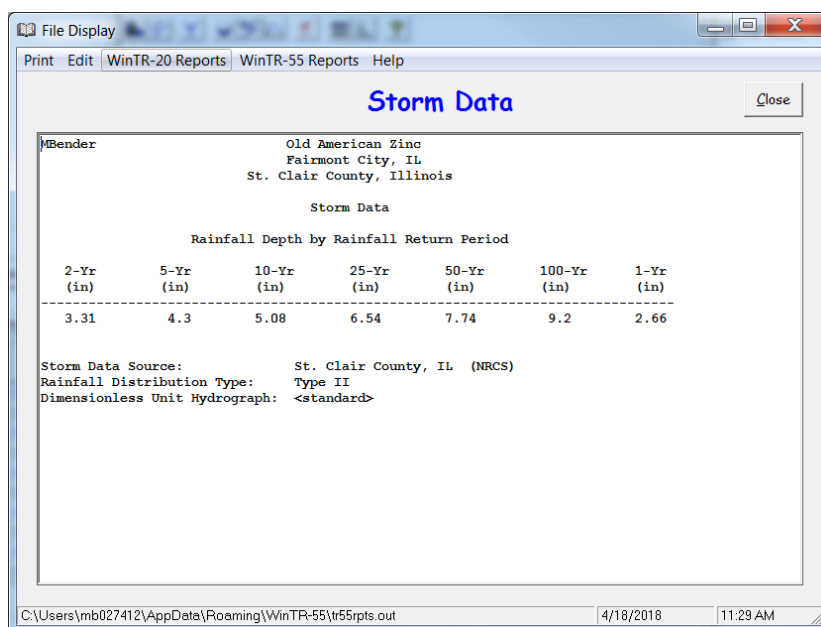 File Display
Print Edit WinTR-20 Reports WinTR-55 Reports Help
Storm Data
Close
MBender Old American Zinc
Fairmont City, IL
St. Clair County, Illinois
Storm Data
Rainfall Depth by Rainfall Return Period
2-Yr 5-Yr 10-Yr 25-Yr 50-Yr 100-Yr 1-Yr
(in) (in) (in) (in) (in) (in) (in)
--------------------------------------------------------------------------------
3.31 4.3 5.08 6.54 7.74 9.2 2.66
Storm Data Source: St. Clair County, IL (NRCS)
Rainfall Distribution Type: Type II
Dimensionless Unit Hydrograph: <standard>
C:\Users\mb027412\AppData\Roaming\WinTR-55\tr55rpts.out 4/18/2018 11:29 AM